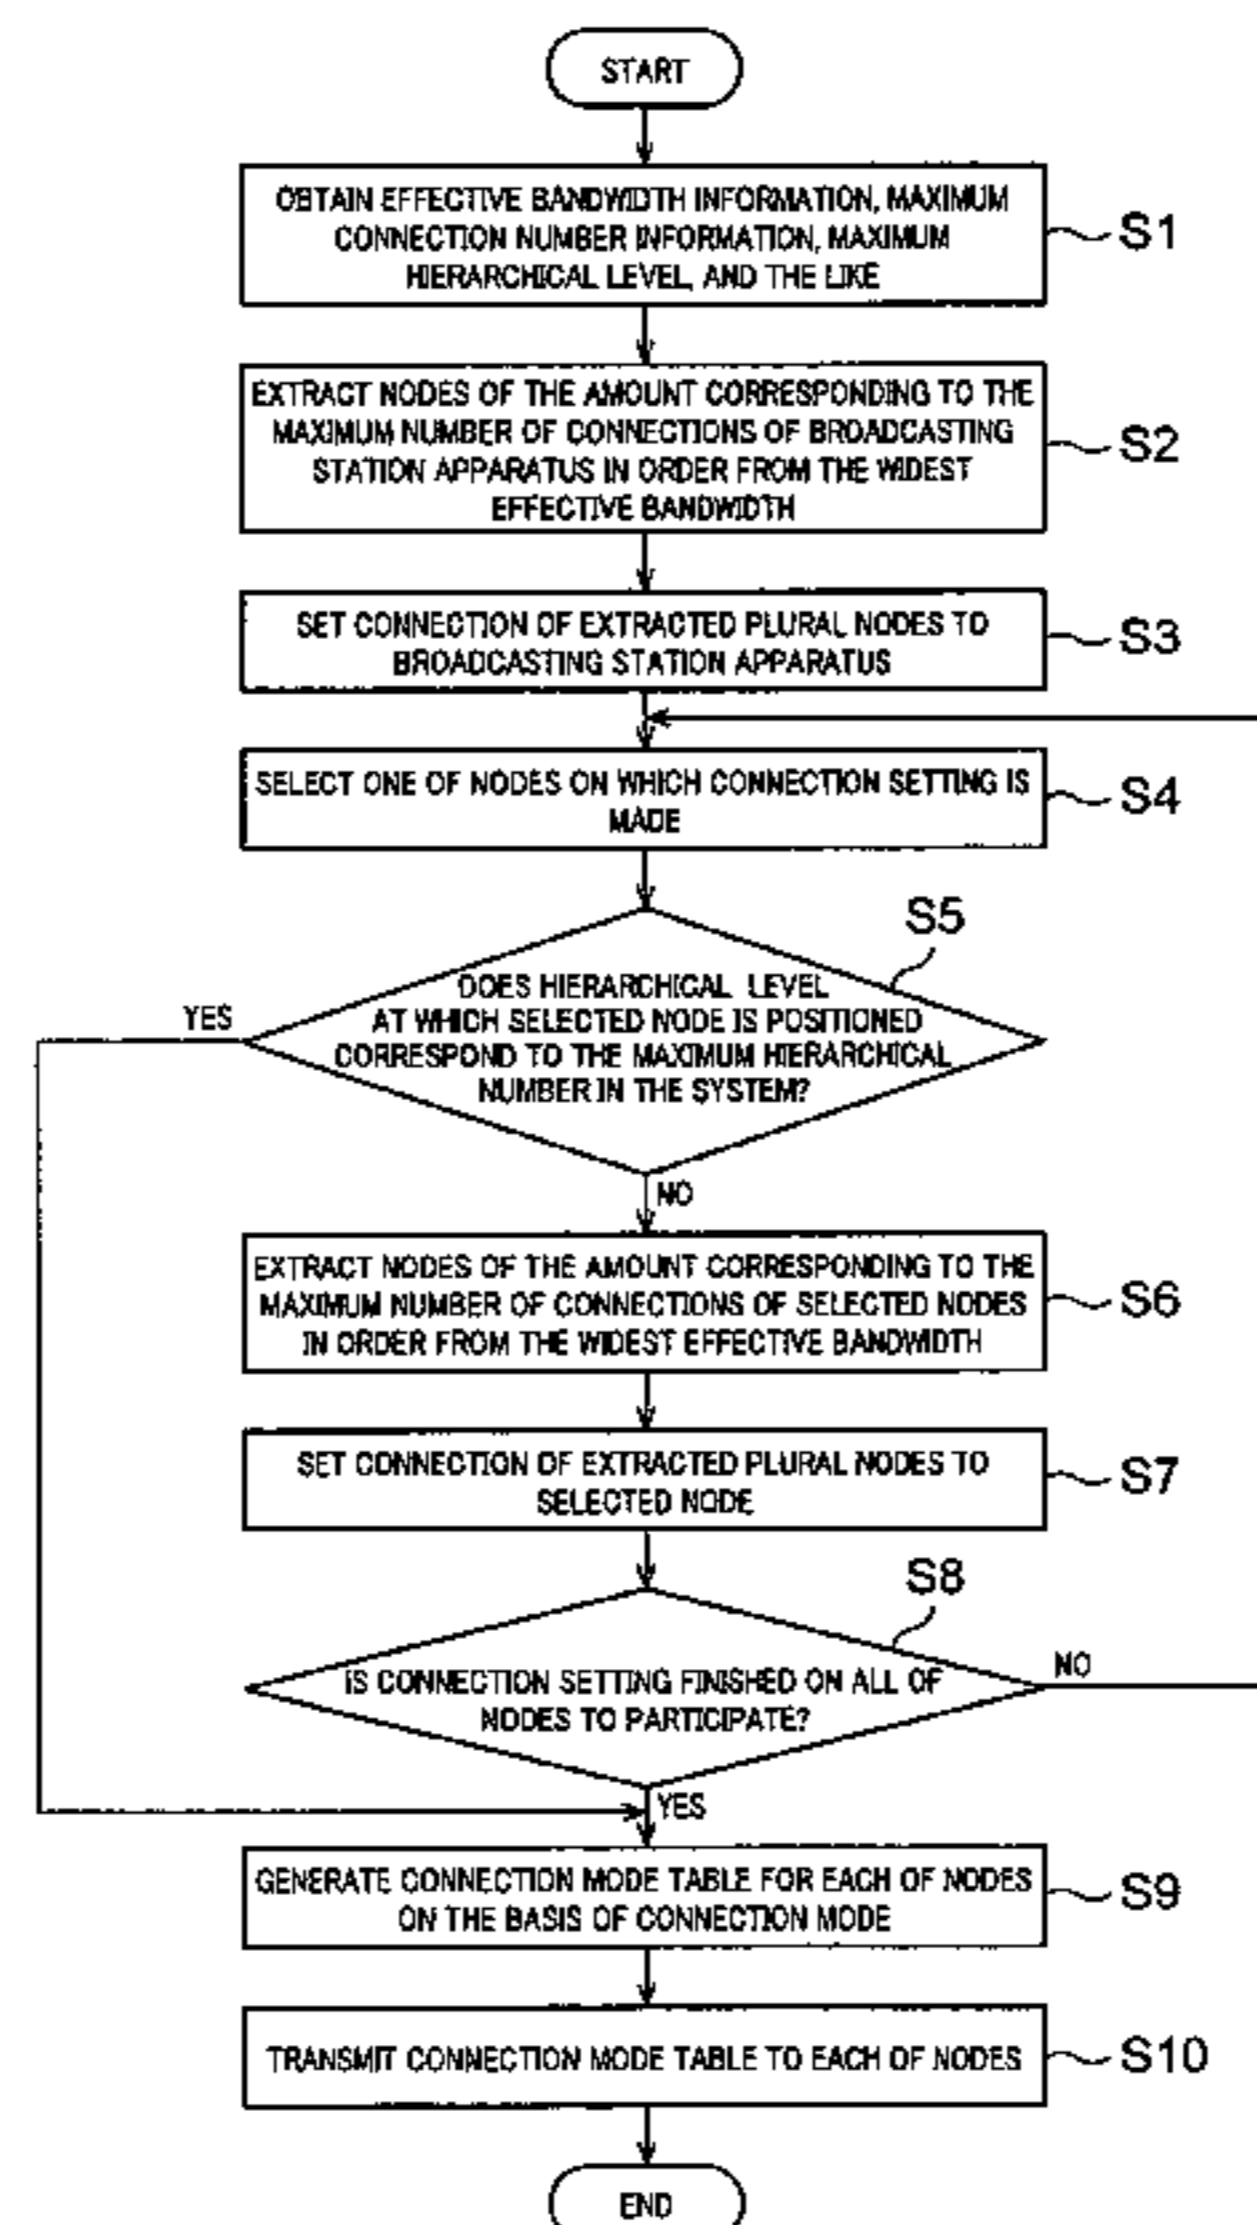 START
OBTAIN EFFECTIVE BANDWIDTH INFORMATION, MAXIMUM
CONNECTION NUMBER INFORMATION, MAXIMUM
HIERARCHICAL LEVEL, AND THE LIKE
S1
EXTRACT NODES OF THE AMOUNT CORRESPONDING TO THE
MAXIMUM NUMBER OF CONNECTIONS OF BROADCASTING
STATION APPARATUS IN ORDER FROM THE WIDEST
EFFECTIVE BANDWIDTH
S2
SET CONNECTION OF EXTRACTED PLURAL NODES TO
BROADCASTING STATION APPARATUS
S3
SELECT ONE OF NODES ON WHICH CONNECTION SETTING IS
MADE
S4
S5
DOES HIERARCHICAL LEVEL
AT WHICH SELECTED NODE IS POSITIONED
CORRESPOND TO THE MAXIMUM HIERARCHICAL
NUMBER IN THE SYSTEM?
YES
NO
EXTRACT NODES OF THE AMOUNT CORRESPONDING TO THE
MAXIMUM NUMBER OF CONNECTIONS OF SELECTED NODES
IN ORDER FROM THE WIDEST EFFECTIVE BANDWIDTH
S6
SET CONNECTION OF EXTRACTED PLURAL NODES TO
SELECTED NODE
S7
S8
IS CONNECTION SETTING FINISHED ON ALL OF
NODES TO PARTICIPATE?
NO
YES
GENERATE CONNECTION MODE TABLE FOR EACH OF NODES
ON THE BASIS OF CONNECTION MODE
S9
TRANSMIT CONNECTION MODE TABLE TO EACH OF NODES
S10
END